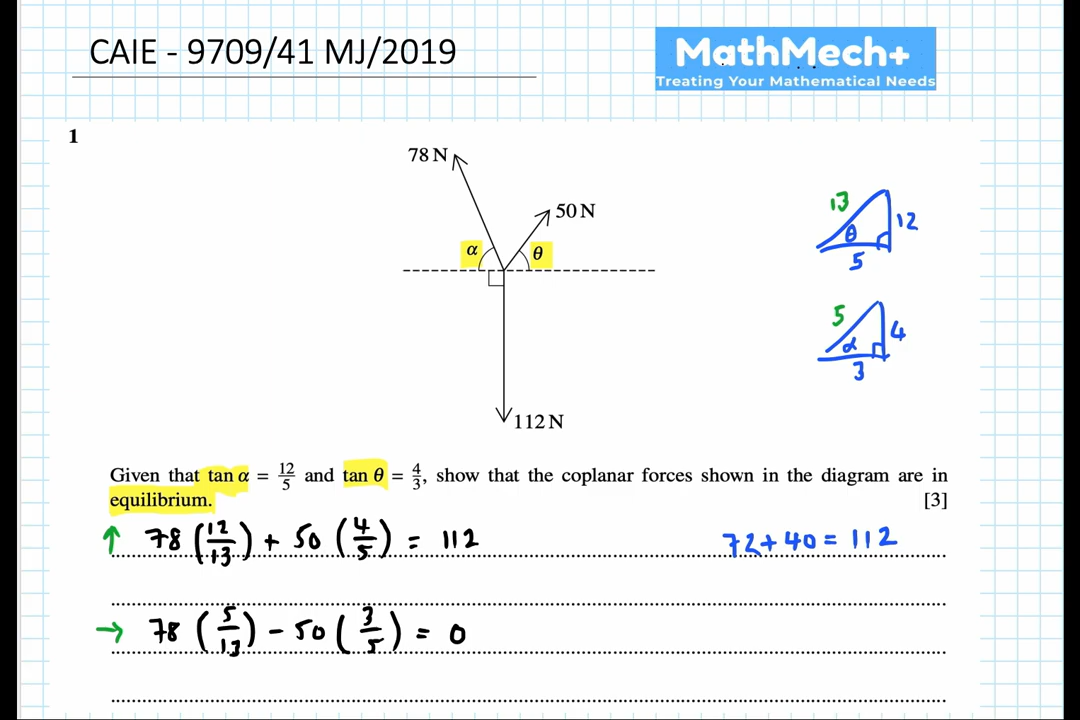 CAIE - 9709/41 MJ/2019
MathMech+
Treating Your Mathematical Needs
1
78 N
50 N
α
θ
112 N
13
12
θ
5
5
4
α
3
Given that tan α = 12/5 and tan θ = 4/3, show that the coplanar forces shown in the diagram are in
equilibrium. [3]
↑ 78 (12/13) + 50 (4/5) = 112
72 + 40 = 112
→ 78 (5/13) - 50 (3/5) = 0